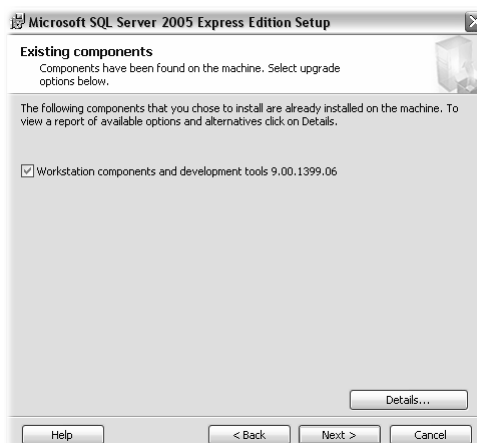 Microsoft SQL Server 2005 Express Edition Setup
Existing components
Components have been found on the machine. Select upgrade
options below.
The following components that you chose to install are already installed on the machine. To
view a report of available options and alternatives click on Details.
Workstation components and development tools 9.00.1399.06
Details...
Help
< Back
Next >
Cancel